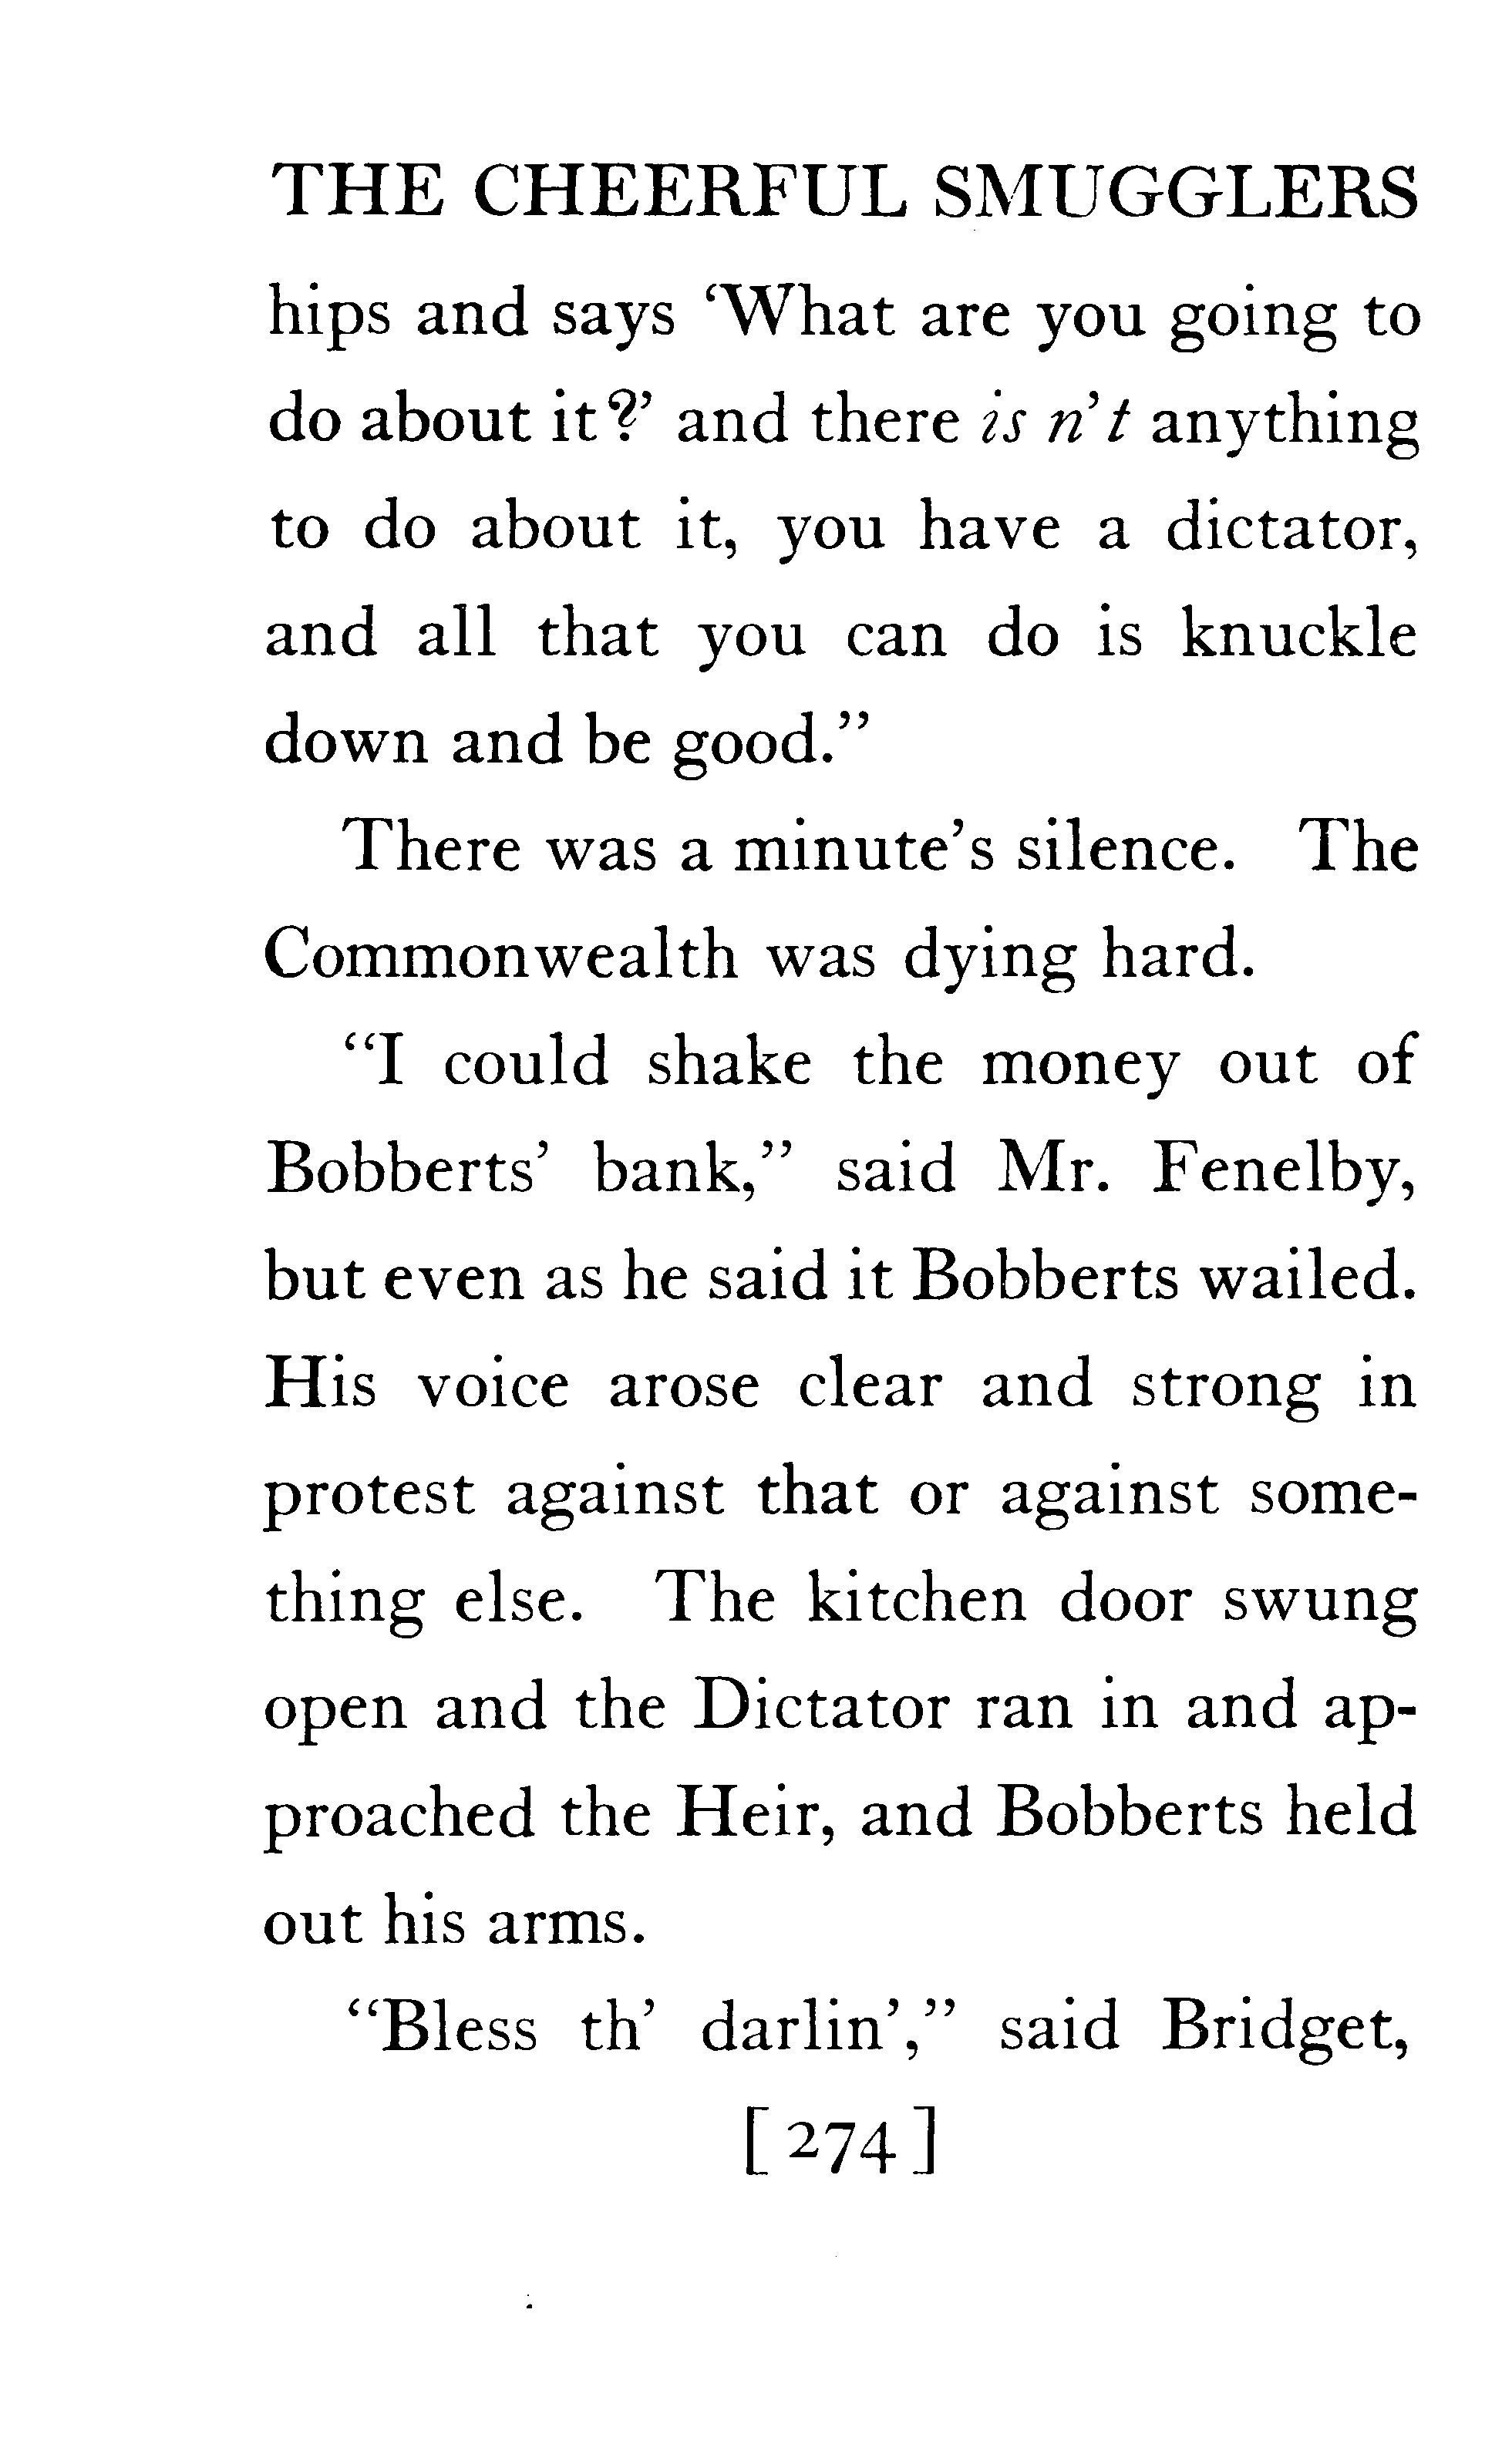 THE CHEERFUL SMUGGLERS
hips and says ‘What are you going to
do about it?’ and there is n’t anything
to do about it, you have a dictator,
and all that you can do is knuckle
down and be good.”
There was a minute’s silence. The
Commonwealth was dying hard.
“I could shake the money out of
Bobberts’ bank,” said Mr. Fenelby,
but even as he said it Bobberts wailed.
His voice arose clear and strong in
protest against that or against some-
thing else. The kitchen door swung
open and the Dictator ran in and ap-
proached the Heir, and Bobberts held
out his arms.
“Bless th’ darlin’,” said Bridget,
[274]